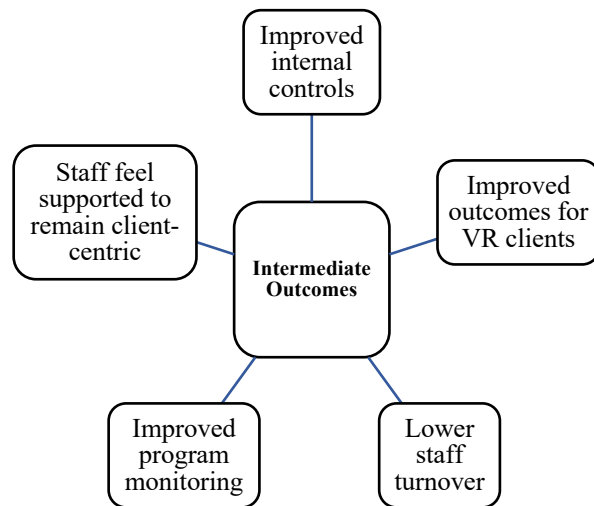 Improved
internal
controls
Staff feel
supported to
remain client-
centric
Improved
outcomes for
VR clients
Intermediate
Outcomes
Improved
program
monitoring
Lower
staff
turnover